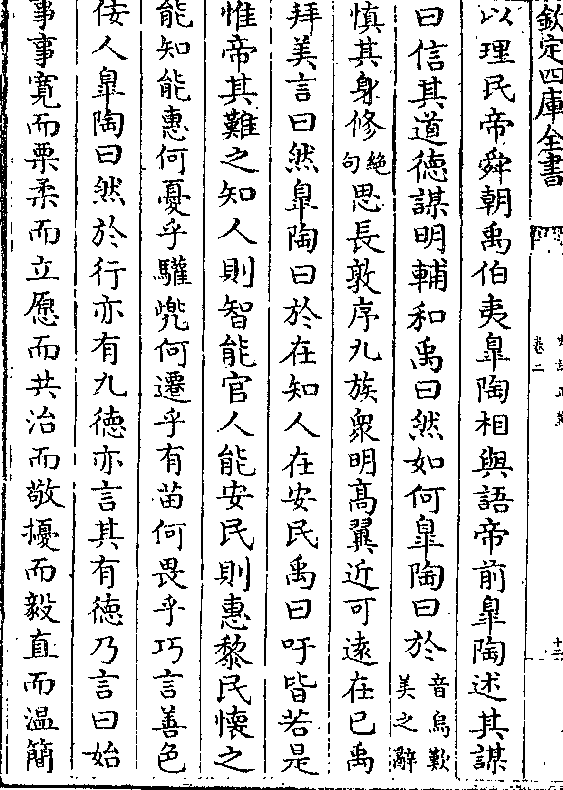 欽定四庫全書
卷二
以理民帝舜朝禹伯夷臯陶相與語帝前臯陶述其謀
曰信其道徳謀明輔和禹曰然如何臯陶曰於音烏歎美之辭
慎其身修絶句思長敦序九族衆明高翼近可逺在已禹
拜美言曰然臯陶曰於在知人在安民禹曰吁皆若是
惟帝其難之知人則智能官人能安民則惠黎民懷之
能知能惠何憂乎驩兠何遷乎有苗何畏乎巧言善色
佞人臯陶曰然於行亦有九徳亦言其有徳乃言曰始
事事寛而栗柔而立愿而共治而敬擾而毅直而温簡